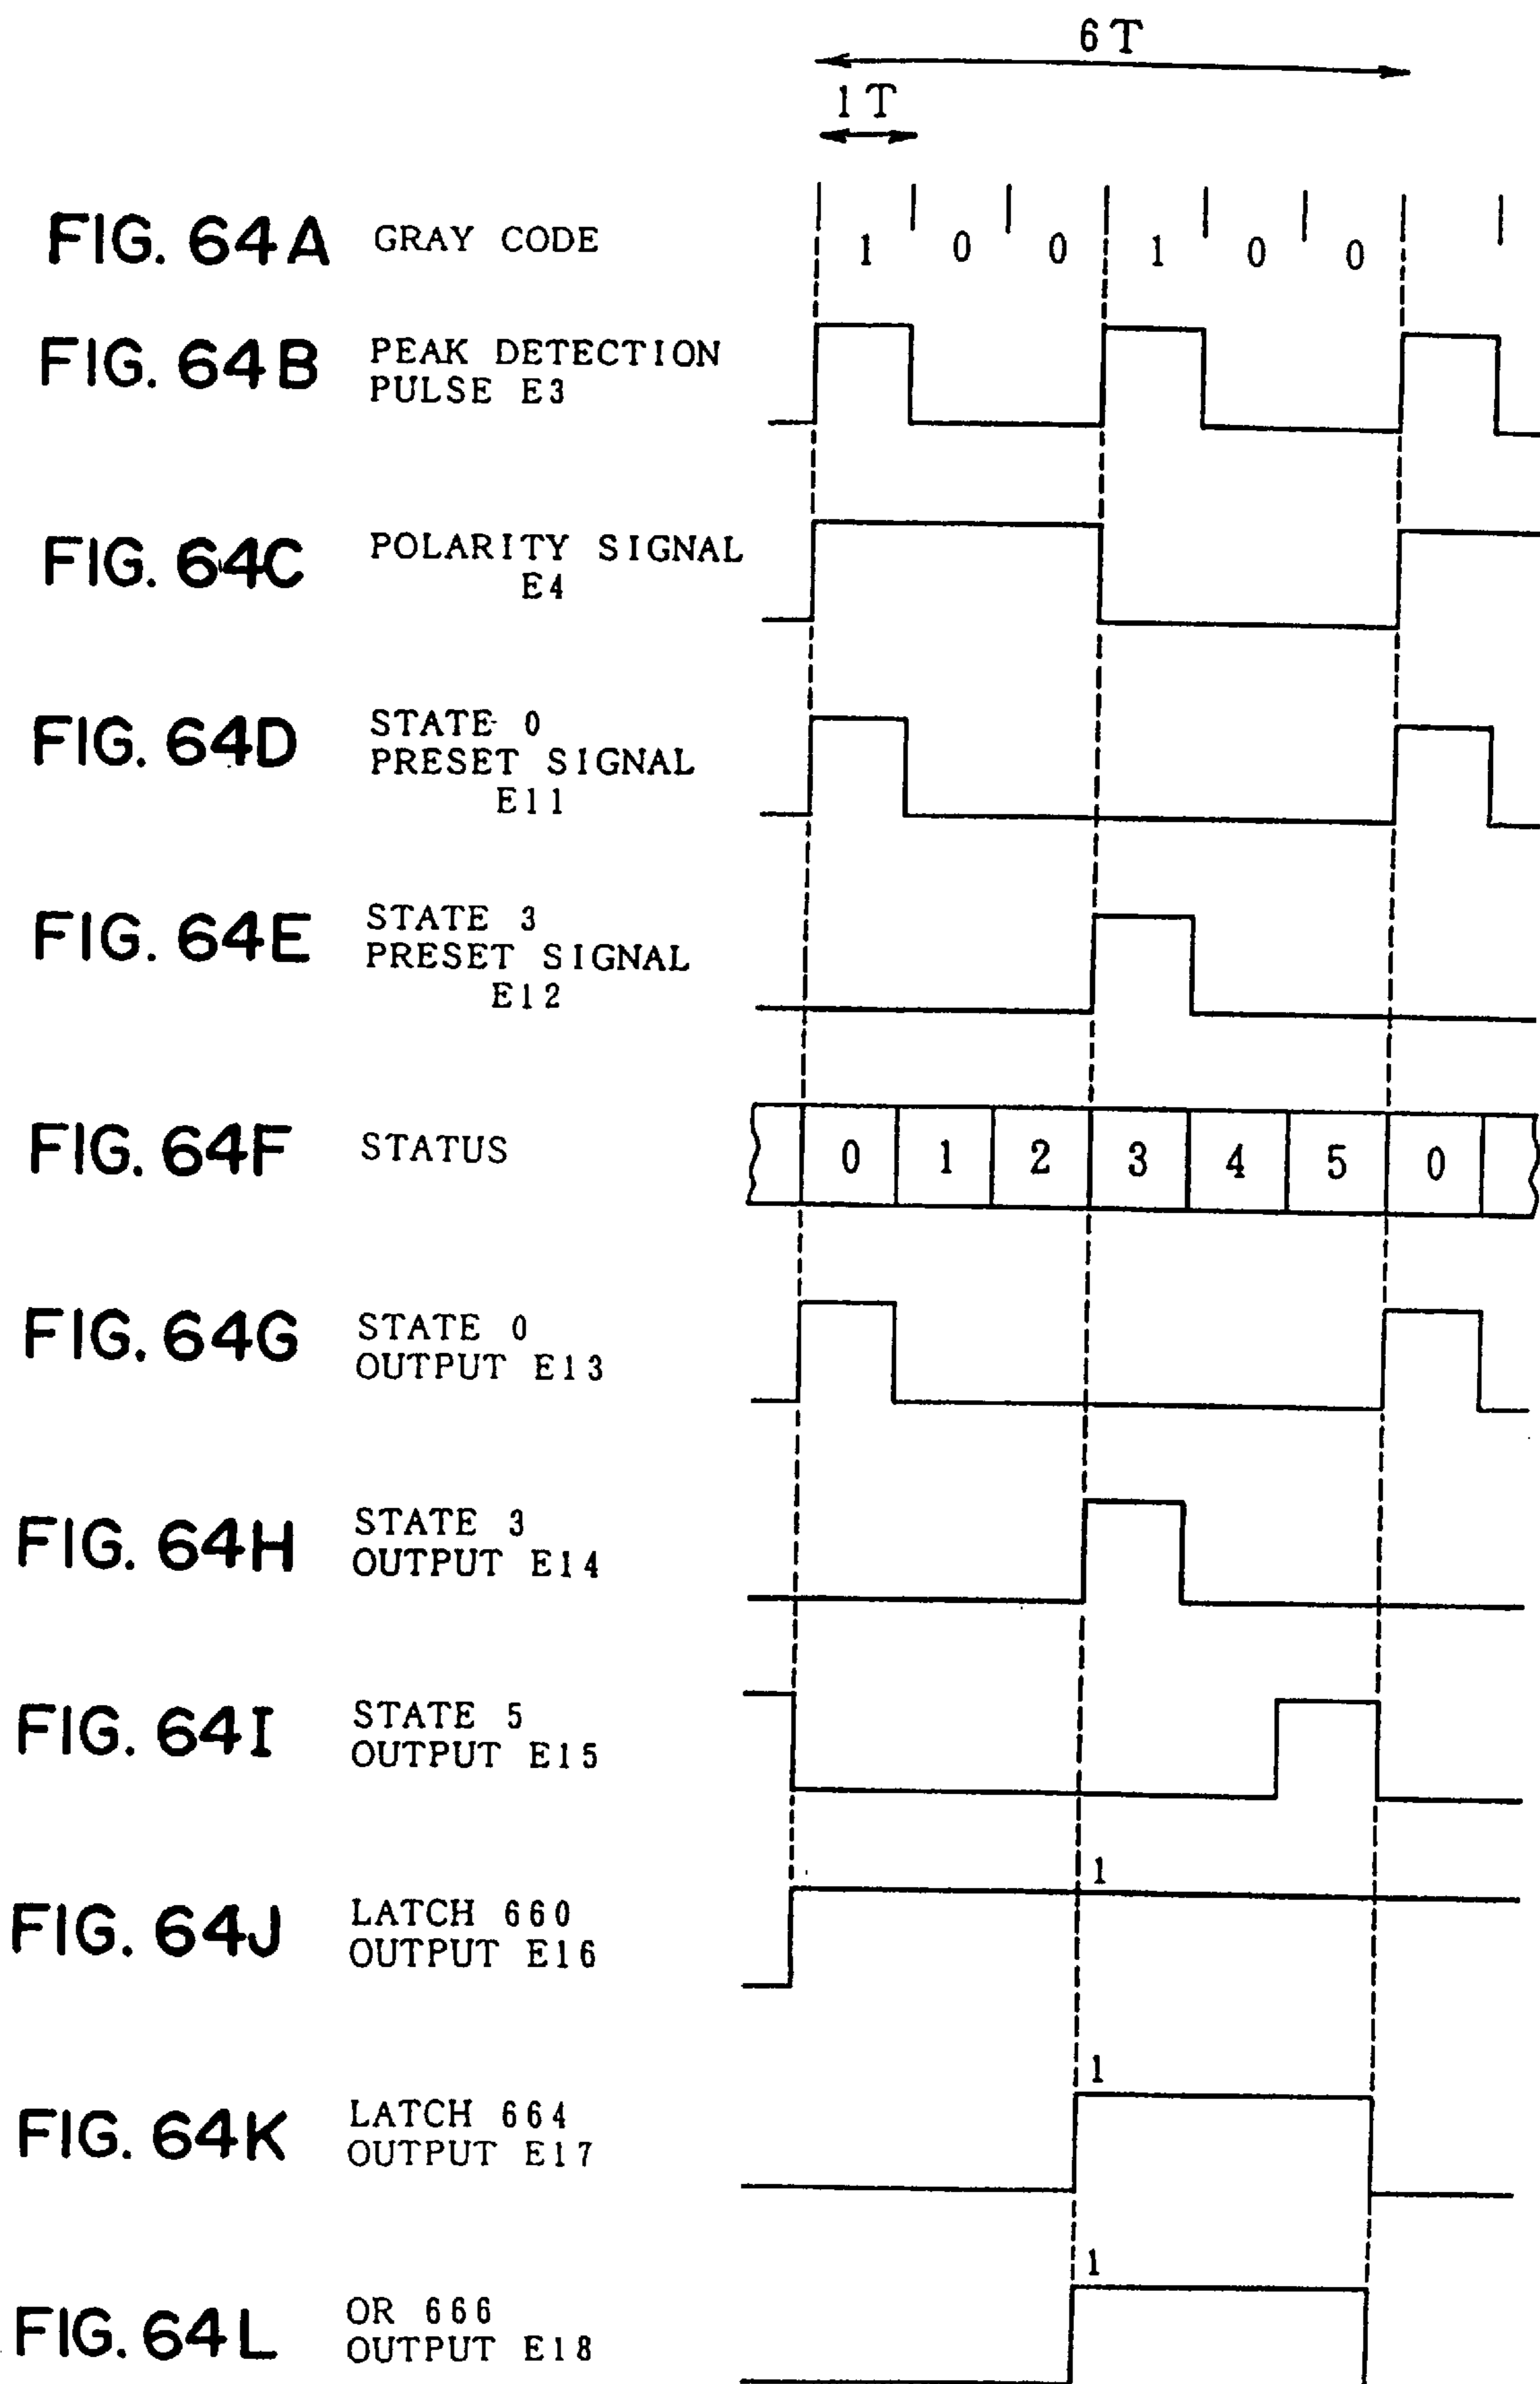 6T
1T
FIG. 64A GRAY CODE 1 0 0 1 0 0
FIG. 64B PEAK DETECTION
PULSE E3
FIG. 64C POLARITY SIGNAL
E4
FIG. 64D STATE 0
PRESET SIGNAL
E11
FIG. 64E STATE 3
PRESET SIGNAL
E12
FIG. 64F STATUS 0 1 2 3 4 5 0
FIG. 64G STATE 0
OUTPUT E13
FIG. 64H STATE 3
OUTPUT E14
FIG. 64I STATE 5
OUTPUT E15
1
FIG. 64J LATCH 660
OUTPUT E16
1
FIG. 64K LATCH 664
OUTPUT E17
1
FIG. 64L OR 666
OUTPUT E18